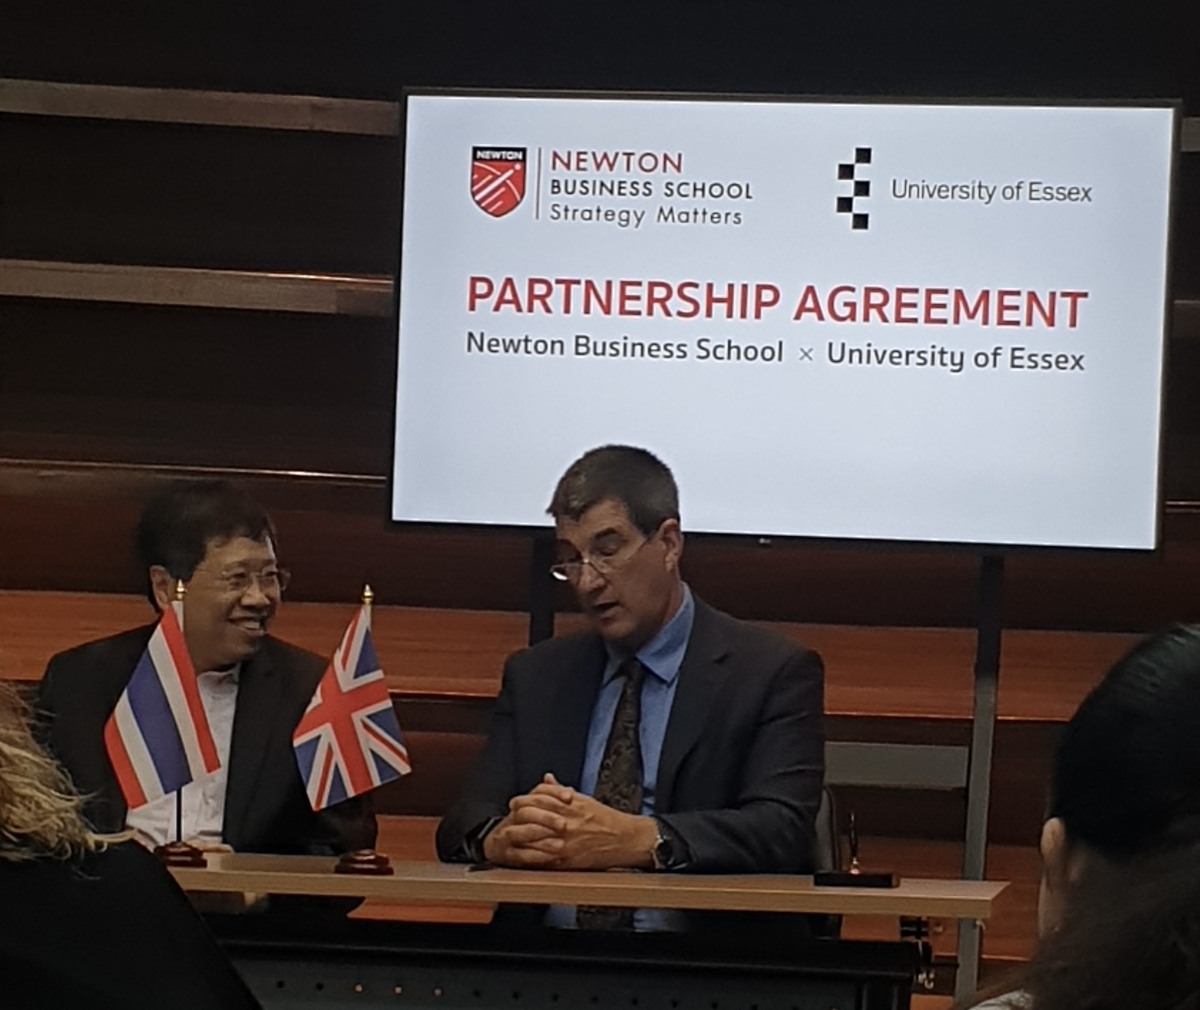 NEWTON
NEWTON
BUSINESS SCHOOL
Strategy Matters
University of Essex
PARTNERSHIP AGREEMENT
Newton Business School × University of Essex